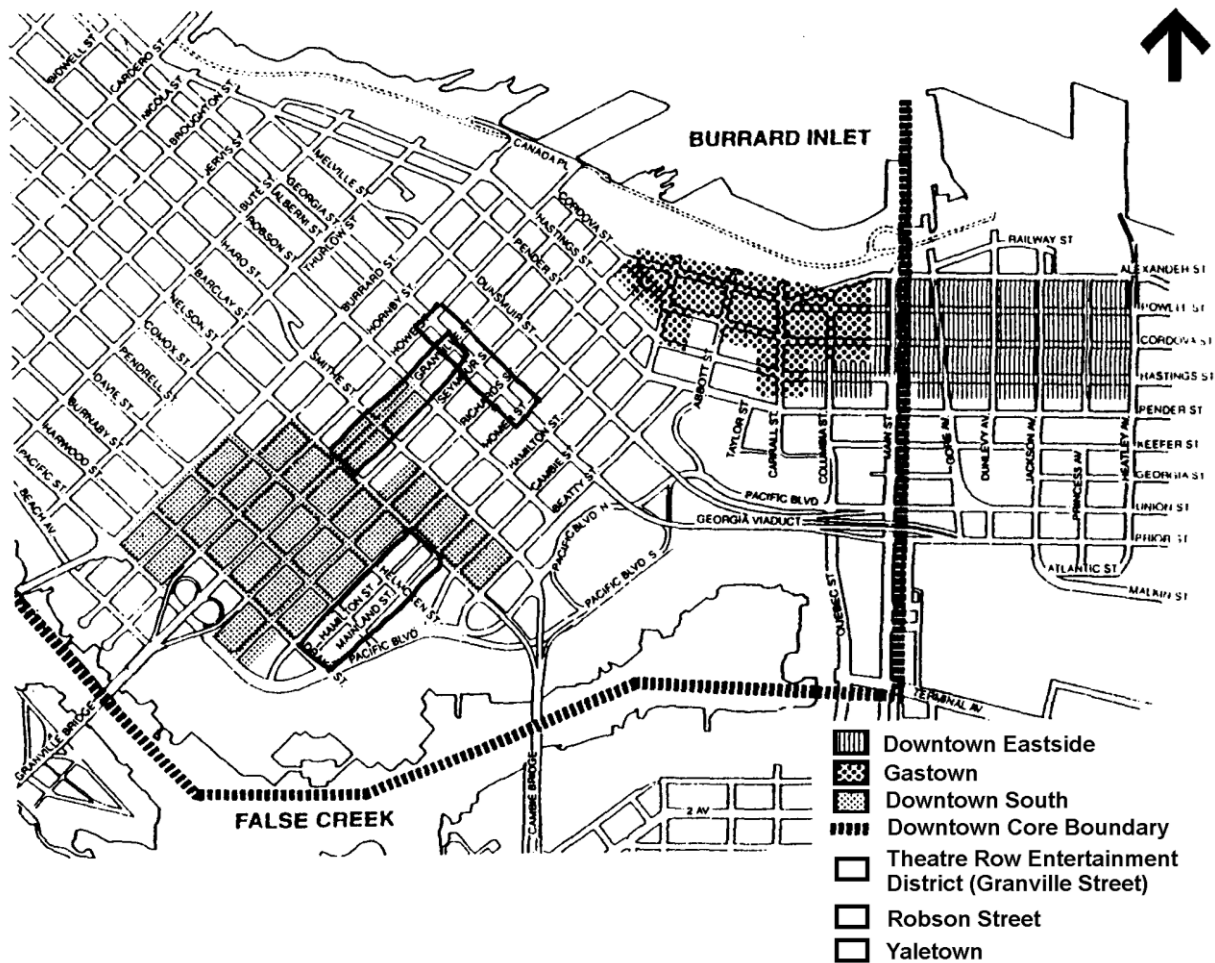 BIDWELL ST
CARDERO ST
NICOLA ST
BROUGHTON ST
JERVIS ST
BUTE ST
MELVILLE ST
GEORGIA ST
ALBERNI ST
ROBSON ST
THURLOW ST
HARO ST
BARCLAY ST
NELSON ST
COMOX ST
PENDRELL ST
DAVIE ST
BURNABY ST
HARWOOD ST
PACIFIC ST
BEACH AV
BURRARD ST
HORNBY ST
SMITHE ST
CANADA PL
CORDOVA ST
HASTINGS ST
PENDER ST
DUNSMUIR ST
SEYMOUR
RICHARDS ST
HOMER ST
HAMILTON ST
CAMBIE ST
BEATTY ST
HAMILTON ST
MAINLAND ST
HELMCKEN ST
PACIFIC BLVD
PACIFIC BLVD N
PACIFIC BLVD S
GRANVILLE BRIDGE
CAMBIE BRIDGE
BURRARD INLET
RAILWAY ST
ALEXANDER ST
POWELL ST
CORDOVA ST
HASTINGS ST
PENDER ST
KEEFER ST
GEORGIA ST
UNION ST
PRIOR ST
ATLANTIC ST
MALKIN ST
ABBOTT ST
TAYLOR ST
CARRALL ST
COLUMBIA ST
MAIN ST
GORE AV
DUNLEVY AV
JACKSON AV
PRINCESS AV
HEATLEY AV
PACIFIC BLVD
GEORGIA VIADUCT
QUEBEC ST
TERMINAL AV
FALSE CREEK
2 AV
Downtown Eastside
Gastown
Downtown South
Downtown Core Boundary
Theatre Row Entertainment
District (Granville Street)
Robson Street
Yaletown